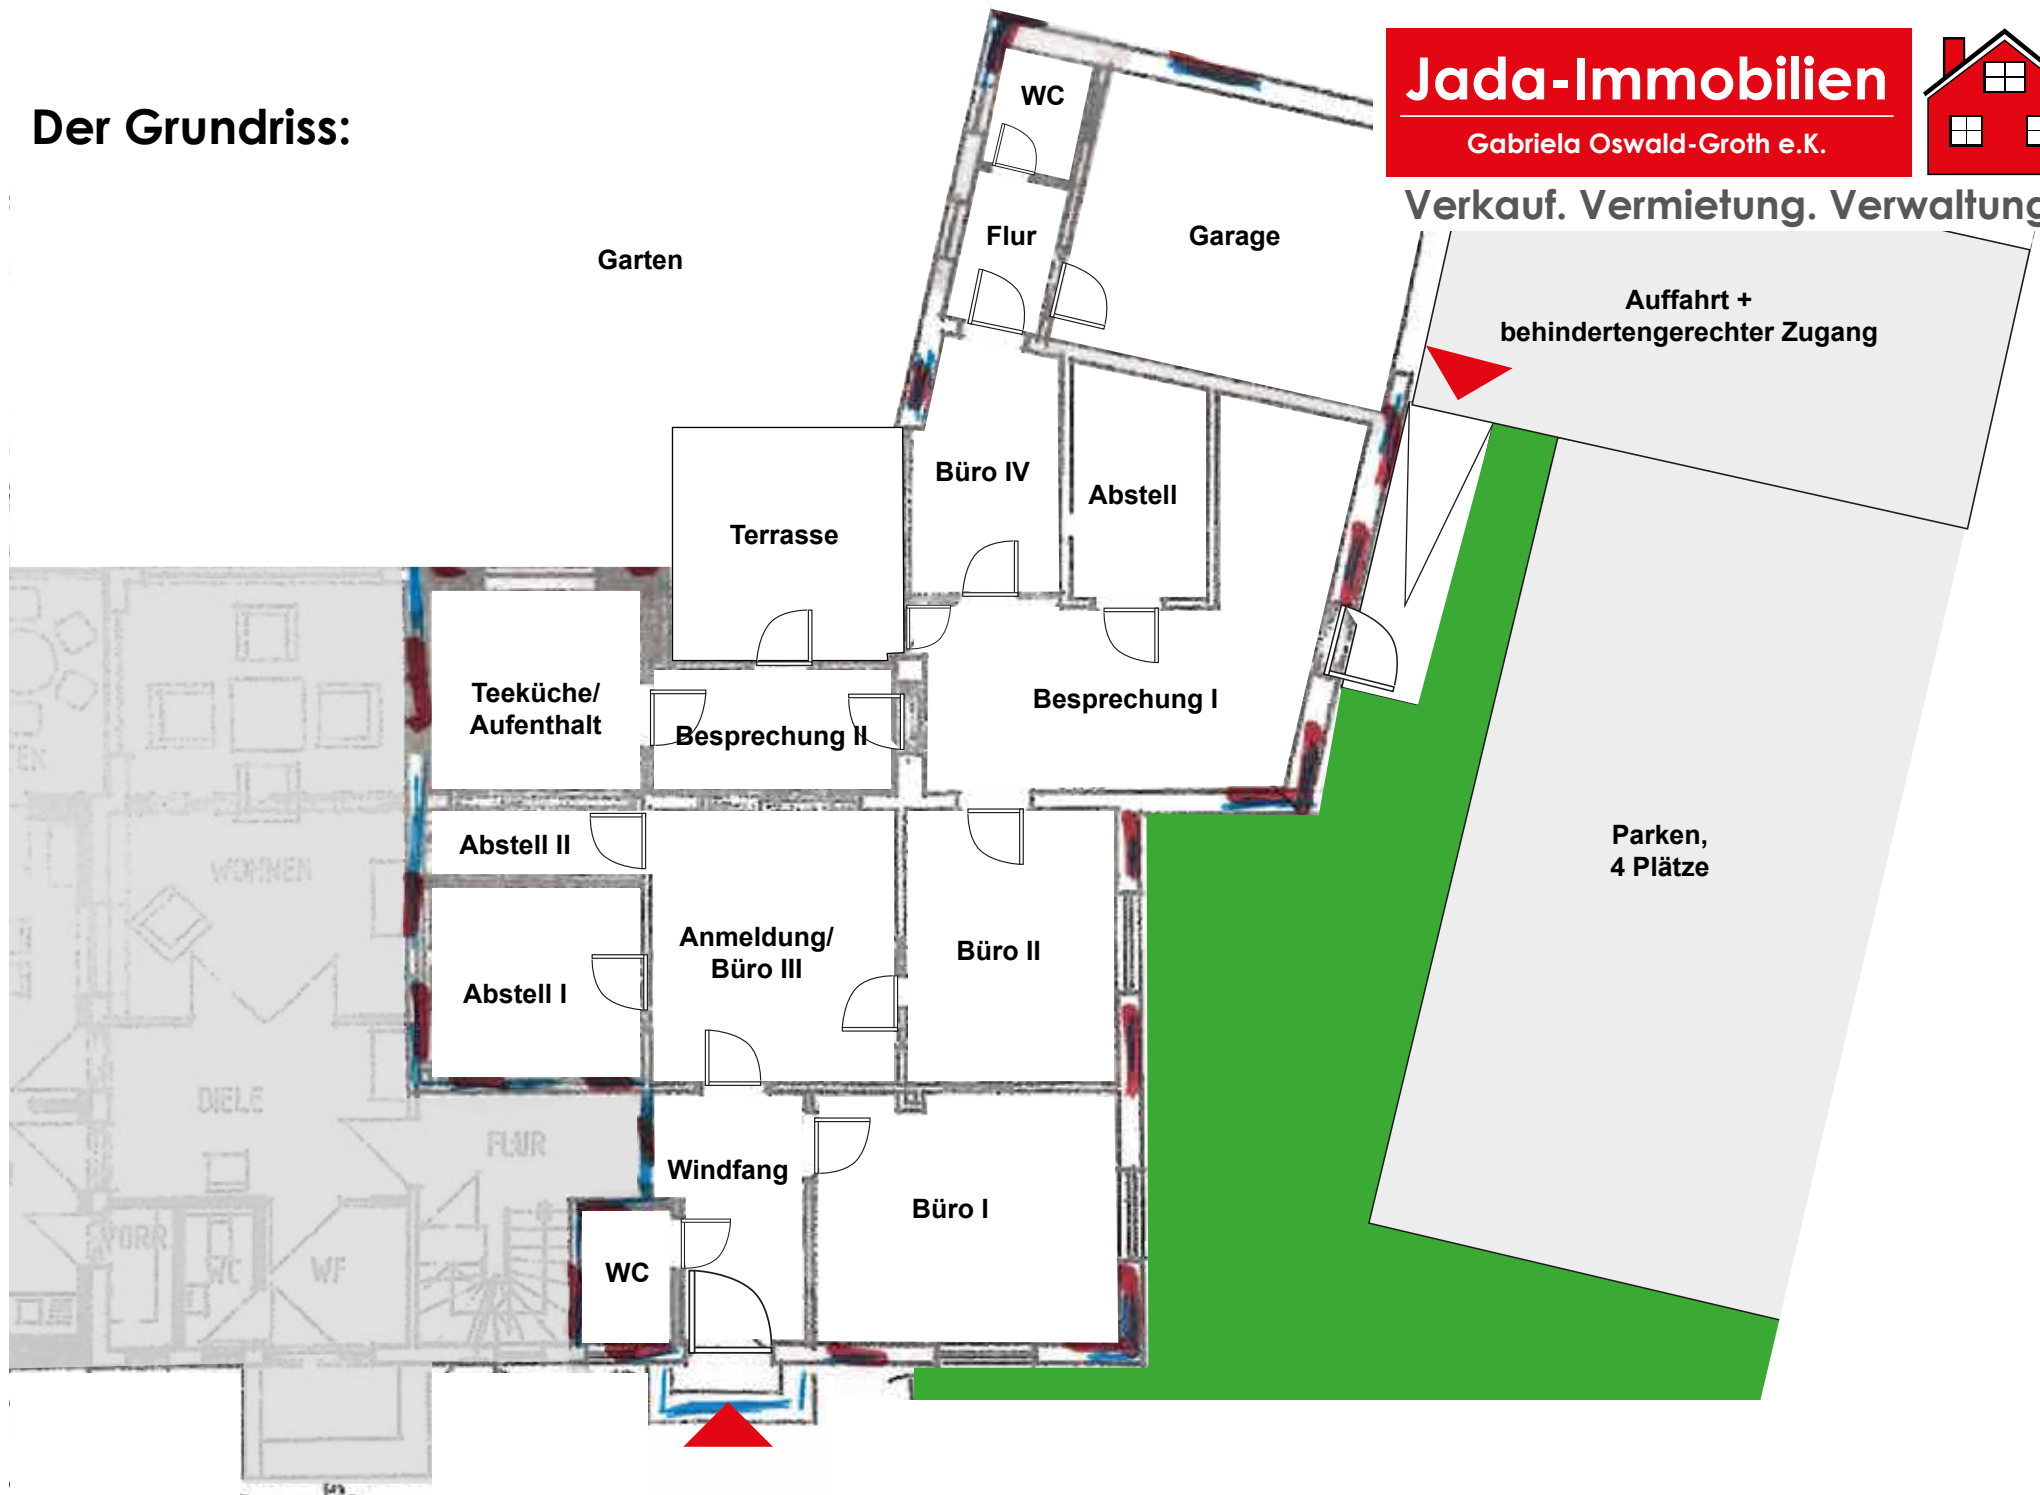 Der Grundriss:
Jada-Immobilien
Gabriela Oswald-Groth e.K.
Verkauf. Vermietung. Verwaltung
WC
Flur
Garage
Garten
Auffahrt +
behindertengerechter Zugang
Büro IV
Abstell
Terrasse
Teeküche/
Aufenthalt
Besprechung II
Besprechung I
Parken,
4 Plätze
Abstell II
WOHNEN
Anmeldung/
Büro III
Büro II
Abstell I
DIELE
FLUR
Windfang
Büro I
VORR
WC
WF
WC